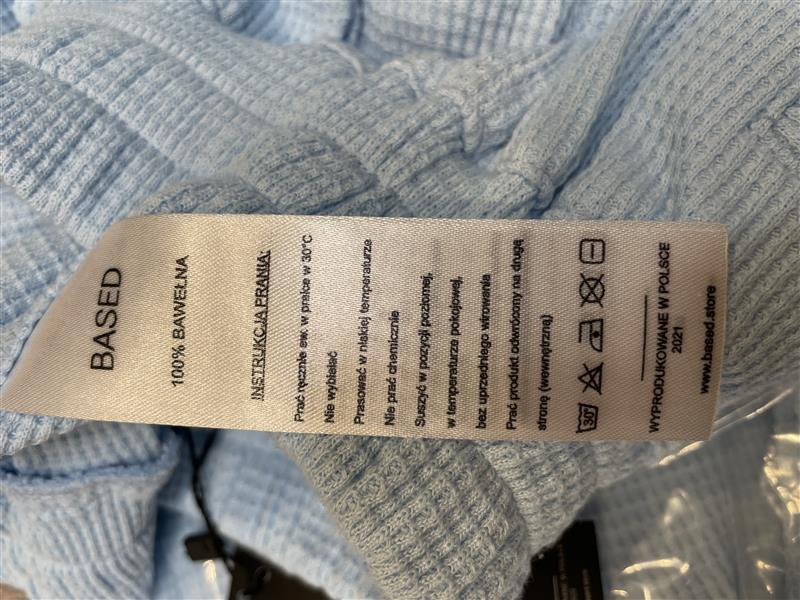 BASED
100% BAWEŁNA
INSTRUKCJA PRANIA:
Prać ręcznie ew. w pralce w 30°C
Nie wybielać
Prasować w niskiej temperaturze
Nie prać chemicznie
Suszyć w pozycji poziomej,
w temperaturze pokojowej,
bez uprzedniego wirowania
Prać produkt odwrócony na drugą
stronę (wewnętrzną)
30°
WYPRODUKOWANE W POLSCE
2021
www.based.store